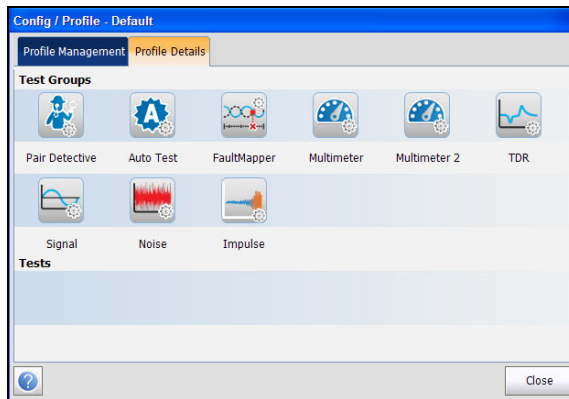 Config / Profile - Default
Profile Management Profile Details
Test Groups
A
Pair Detective Auto Test FaultMapper Multimeter Multimeter 2 TDR
Signal Noise Impulse
Tests
? Close